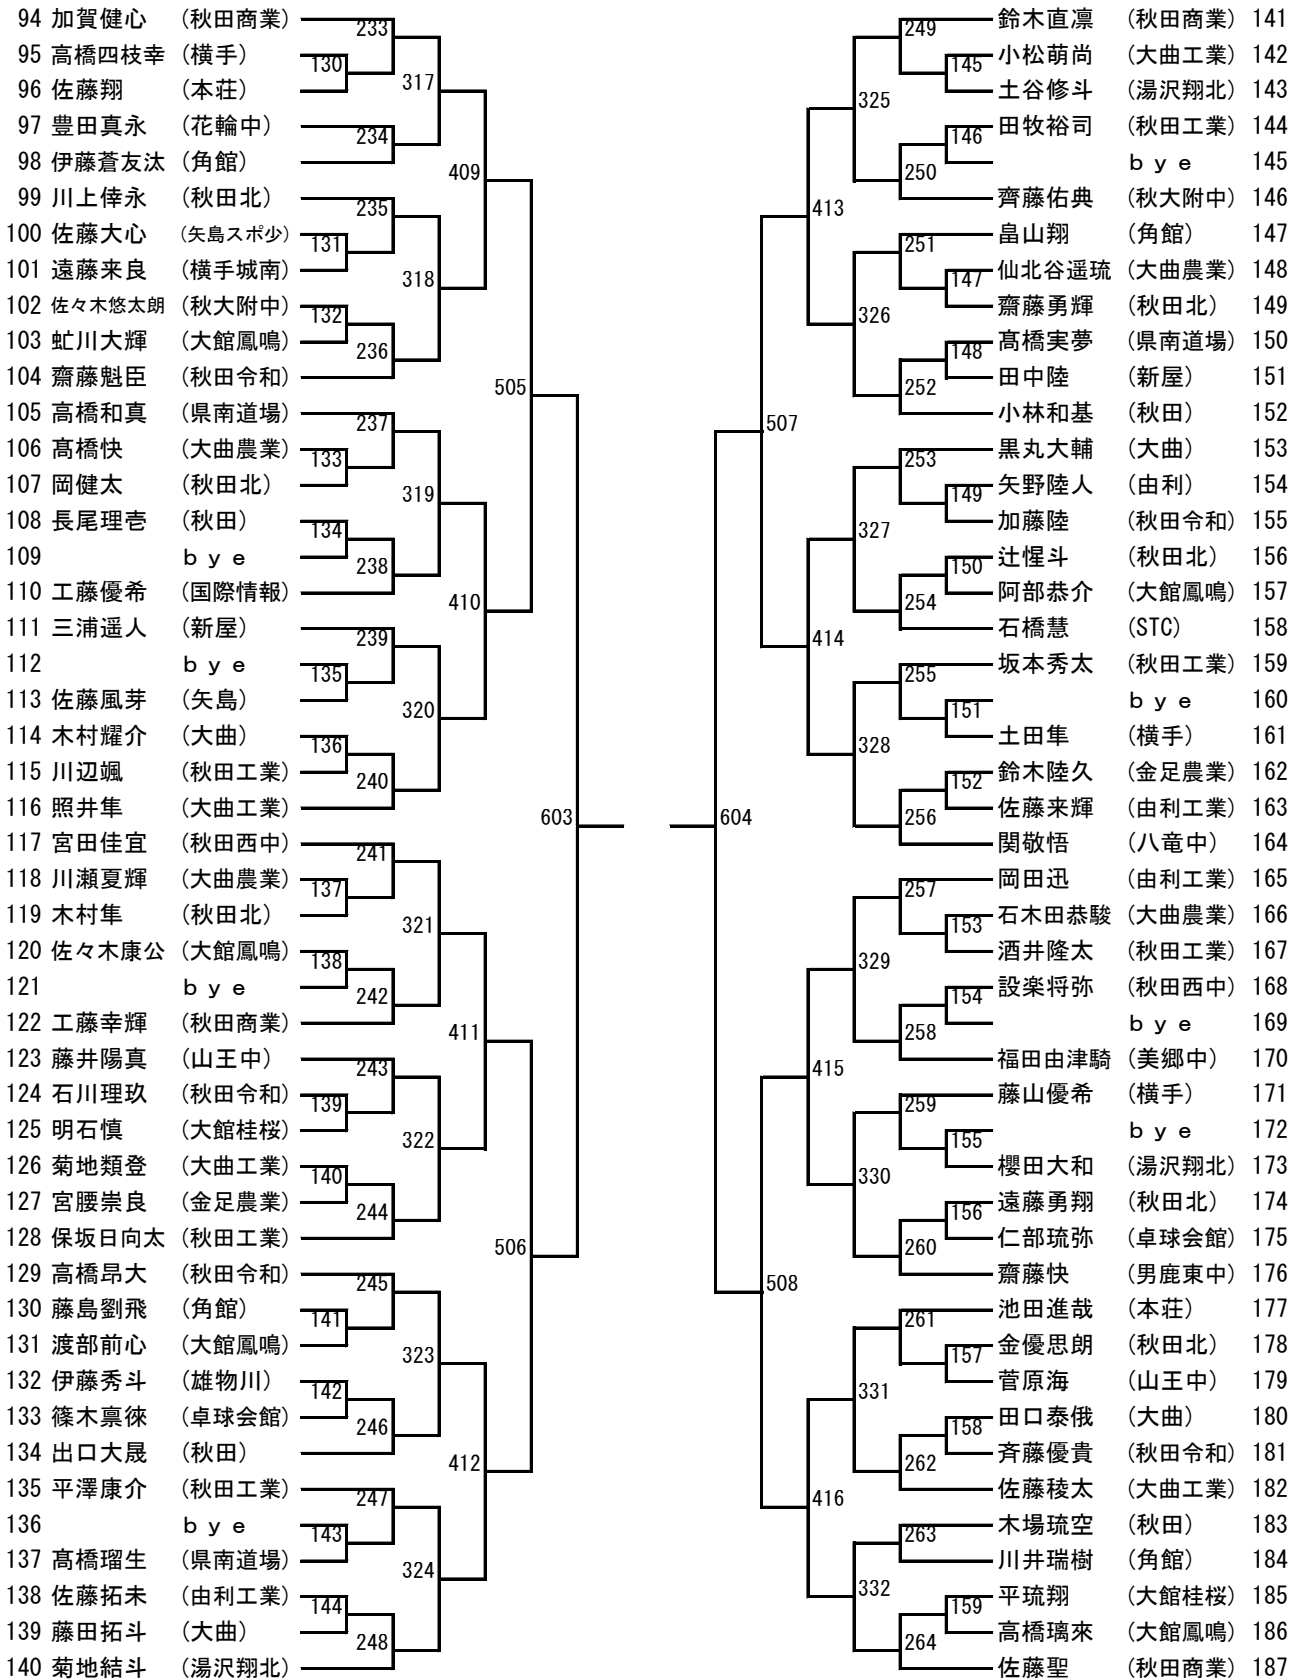 94 加賀健心 (秋田商業)
95 高橋四枝幸 (横手)
96 佐藤翔 (本荘)
97 豊田真永 (花輪中)
98 伊藤蒼友汰 (角館)
99 川上倖永 (秋田北)
100 佐藤大心 (矢島スポ少)
101 遠藤来良 (横手城南)
102 佐々木悠太朗 (秋大附中)
103 虻川大輝 (大館鳳鳴)
104 齋藤魁臣 (秋田令和)
105 高橋和真 (県南道場)
106 髙橋快 (大曲農業)
107 岡健太 (秋田北)
108 長尾理壱 (秋田)
109 ｂｙｅ
110 工藤優希 (国際情報)
111 三浦遥人 (新屋)
112 ｂｙｅ
113 佐藤風芽 (矢島)
114 木村耀介 (大曲)
115 川辺颯 (秋田工業)
116 照井隼 (大曲工業)
117 宮田佳宜 (秋田西中)
118 川瀬夏輝 (大曲農業)
119 木村隼 (秋田北)
120 佐々木康公 (大館鳳鳴)
121 ｂｙｅ
122 工藤幸輝 (秋田商業)
123 藤井陽真 (山王中)
124 石川理玖 (秋田令和)
125 明石慎 (大館桂桜)
126 菊地類登 (大曲工業)
127 宮腰崇良 (金足農業)
128 保坂日向太 (秋田工業)
129 高橋昂大 (秋田令和)
130 藤島劉飛 (角館)
131 渡部前心 (大館鳳鳴)
132 伊藤秀斗 (雄物川)
133 篠木禀徠 (卓球会館)
134 出口大晟 (秋田)
135 平澤康介 (秋田工業)
136 ｂｙｅ
137 髙橋瑠生 (県南道場)
138 佐藤拓未 (由利工業)
139 藤田拓斗 (大曲)
140 菊地結斗 (湯沢翔北)
130
131
132
133
134
135
136
137
138
139
140
141
142
143
144
233
234
235
236
237
238
239
240
241
242
243
244
245
246
247
248
317
318
319
320
321
322
323
324
409
410
411
412
505
506
603
604
507
508
413
414
415
416
325
326
327
328
329
330
331
332
249
250
251
252
253
254
255
256
257
258
259
260
261
262
263
264
145
146
147
148
149
150
151
152
153
154
155
156
157
158
159
鈴木直凛 (秋田商業) 141
小松萌尚 (大曲工業) 142
土谷修斗 (湯沢翔北) 143
田牧裕司 (秋田工業) 144
ｂｙｅ 145
齊藤佑典 (秋大附中) 146
畠山翔 (角館) 147
仙北谷遥琉 (大曲農業) 148
齋藤勇輝 (秋田北) 149
髙橋実夢 (県南道場) 150
田中陸 (新屋) 151
小林和基 (秋田) 152
黒丸大輔 (大曲) 153
矢野陸人 (由利) 154
加藤陸 (秋田令和) 155
辻惺斗 (秋田北) 156
阿部恭介 (大館鳳鳴) 157
石橋慧 (STC) 158
坂本秀太 (秋田工業) 159
ｂｙｅ 160
土田隼 (横手) 161
鈴木陸久 (金足農業) 162
佐藤来輝 (由利工業) 163
関敬悟 (八竜中) 164
岡田迅 (由利工業) 165
石木田恭駿 (大曲農業) 166
酒井隆太 (秋田工業) 167
設楽将弥 (秋田西中) 168
ｂｙｅ 169
福田由津騎 (美郷中) 170
藤山優希 (横手) 171
ｂｙｅ 172
櫻田大和 (湯沢翔北) 173
遠藤勇翔 (秋田北) 174
仁部琉弥 (卓球会館) 175
齋藤快 (男鹿東中) 176
池田進哉 (本荘) 177
金優思朗 (秋田北) 178
菅原海 (山王中) 179
田口泰俄 (大曲) 180
斉藤優貴 (秋田令和) 181
佐藤稜太 (大曲工業) 182
木場琉空 (秋田) 183
川井瑞樹 (角館) 184
平琉翔 (大館桂桜) 185
高橋璃來 (大館鳳鳴) 186
佐藤聖 (秋田商業) 187